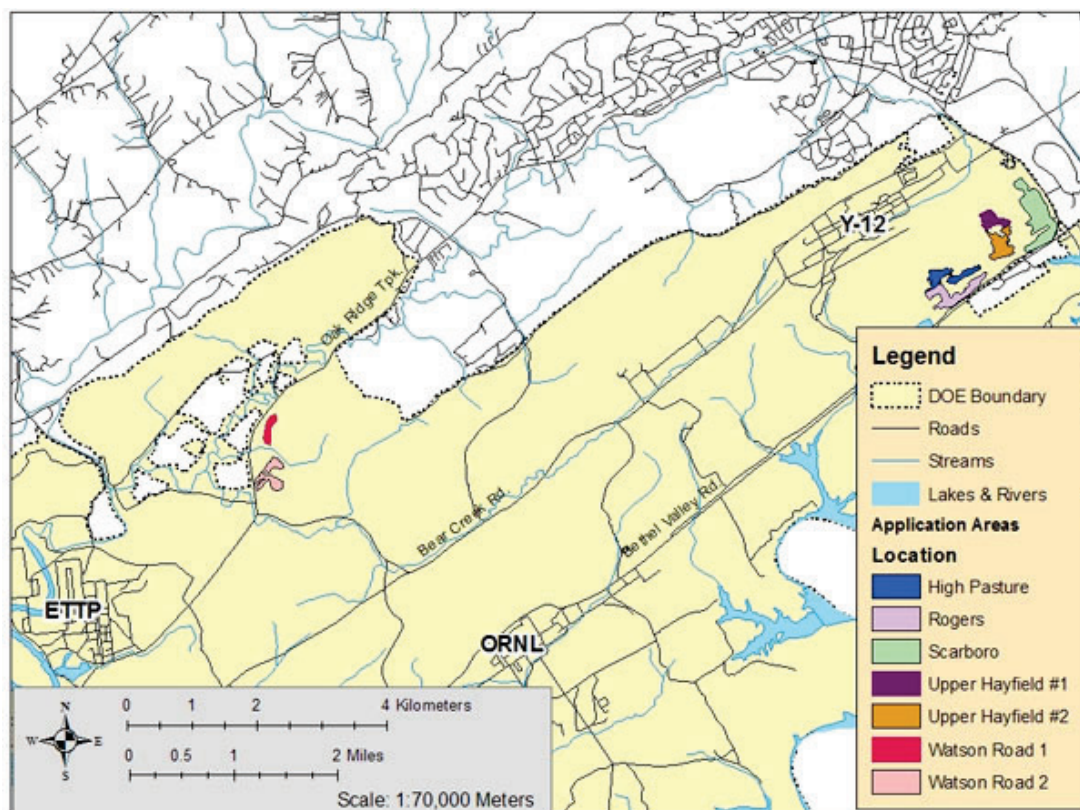 Oak Ridge Tpk.
Y-12
Bear Creek Rd
Bethel Valley Rd
ETTP
ORNL
Legend
DOE Boundary
Roads
Streams
Lakes & Rivers
Application Areas
Location
High Pasture
Rogers
Scarboro
Upper Hayfield #1
Upper Hayfield #2
Watson Road 1
Watson Road 2
N
W E
S
0 1 2 4 Kilometers
0 0.5 1 2 Miles
Scale: 1:70,000 Meters